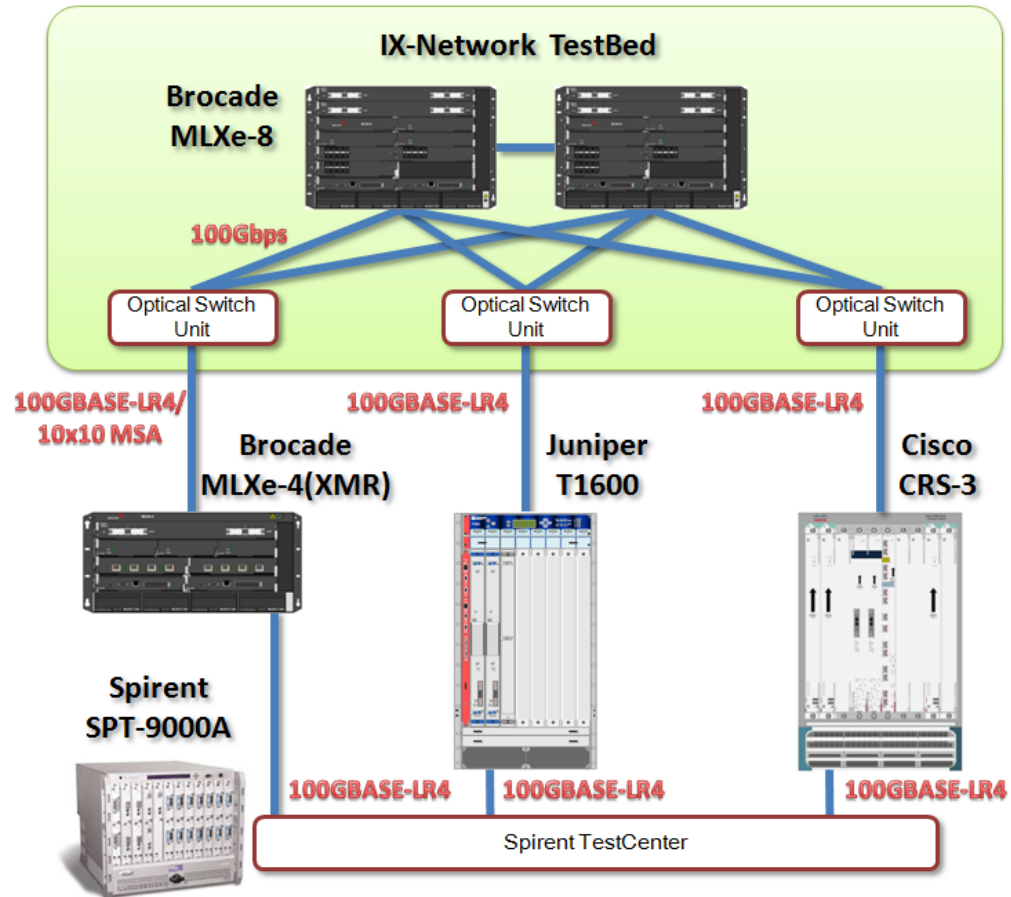 IX-Network TestBed
Brocade
MLXe-8
100Gbps
Optical Switch
Unit
Optical Switch
Unit
Optical Switch
Unit
100GBASE-LR4/
10x10 MSA
100GBASE-LR4
100GBASE-LR4
Brocade
MLXe-4(XMR)
Juniper
T1600
Cisco
CRS-3
Spirent
SPT-9000A
100GBASE-LR4
100GBASE-LR4
100GBASE-LR4
Spirent TestCenter